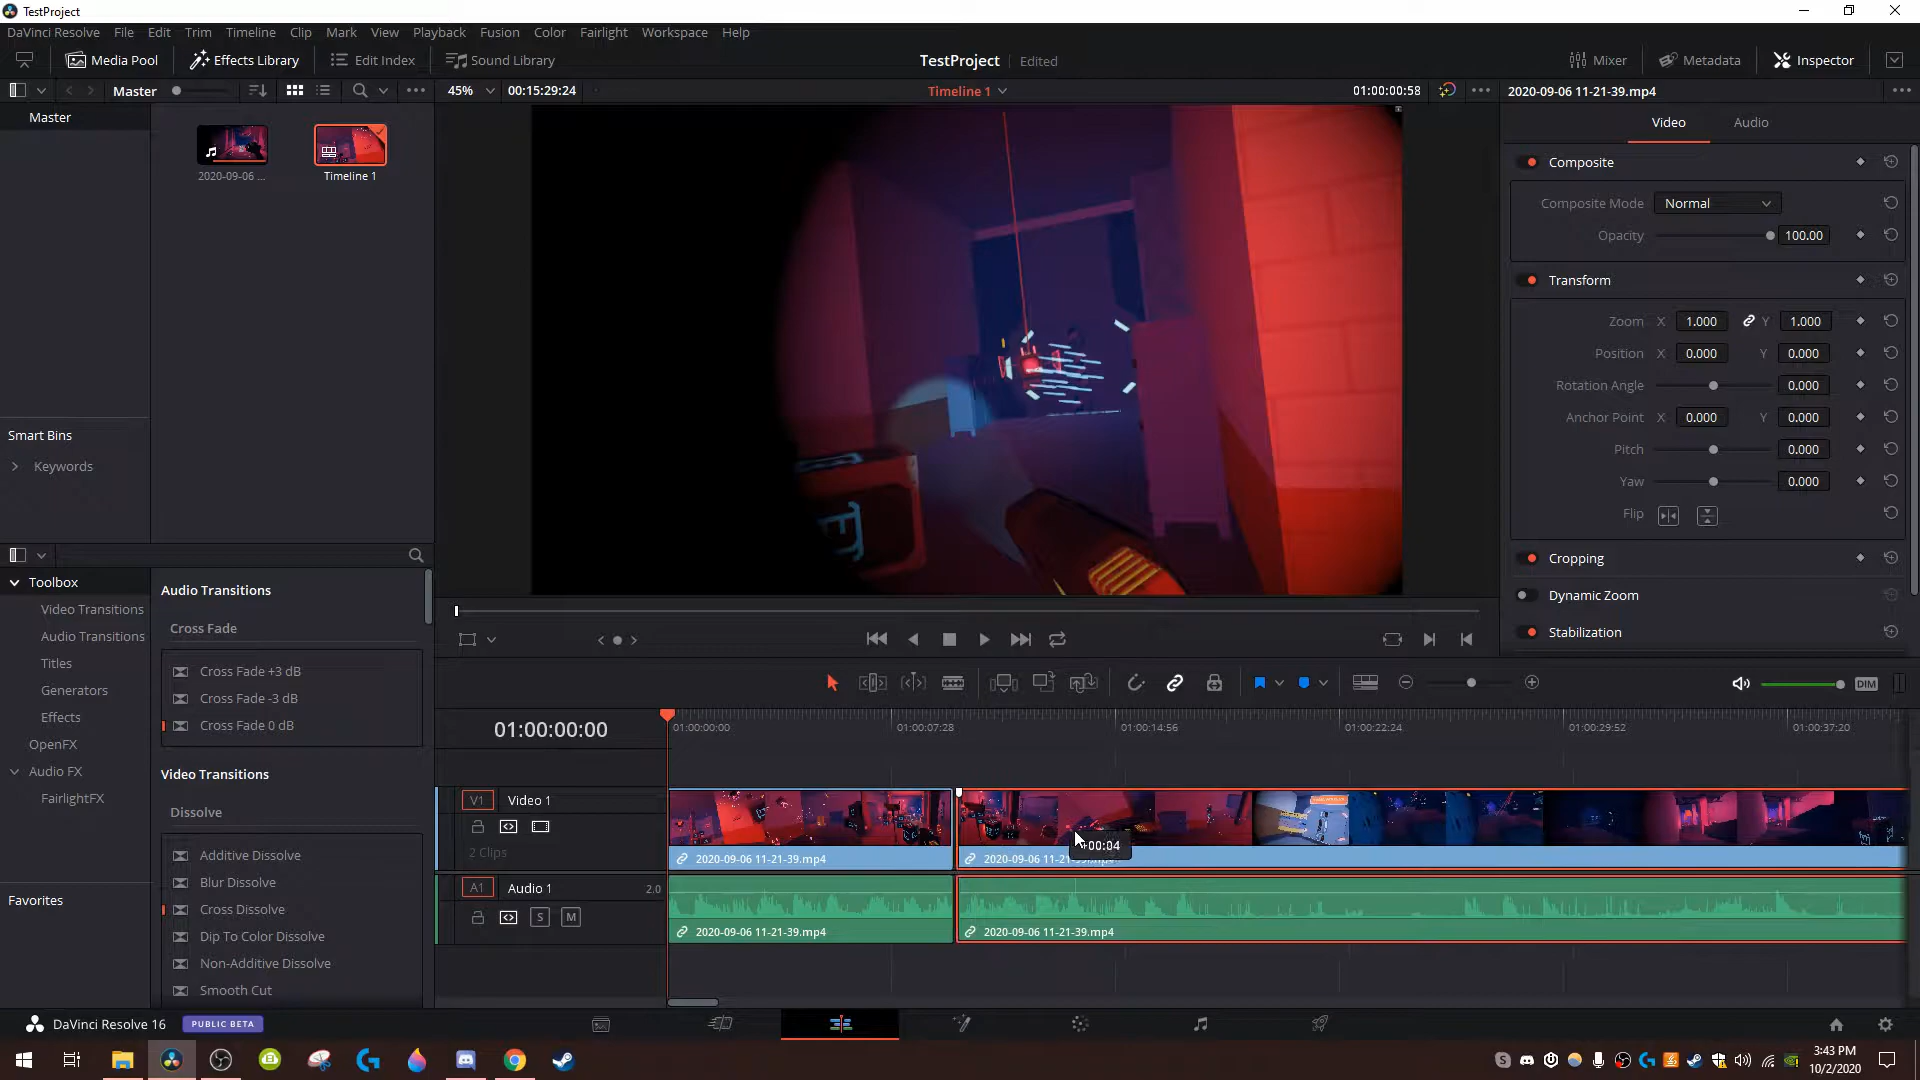 TestProject
DaVinci Resolve File Edit Trim Timeline Clip Mark View Playback Fusion Color Fairlight Workspace Help
Media Pool Effects Library Edit Index Sound Library TestProject Edited Mixer Metadata Inspector
Master 45% 00:15:29:24 Timeline 1 01:00:00:58 2020-09-06 11-21-39.mp4
Master
Video Audio
2020-09-06 ... Timeline 1
Composite
Composite Mode Normal
Opacity 100.00
Transform
Zoom X 1.000 Y 1.000
Position X 0.000 Y 0.000
Rotation Angle 0.000
Anchor Point X 0.000 Y 0.000
Pitch 0.000
Yaw 0.000
Flip
Cropping
Dynamic Zoom
Stabilization
Smart Bins
Keywords
Toolbox
Video Transitions
Audio Transitions
Titles
Generators
Effects
OpenFX
Audio FX
FairlightFX
Favorites
Audio Transitions
Cross Fade
Cross Fade +3 dB
Cross Fade -3 dB
Cross Fade 0 dB
Video Transitions
Dissolve
Additive Dissolve
Blur Dissolve
Cross Dissolve
Dip To Color Dissolve
Non-Additive Dissolve
Smooth Cut
DIM
01:00:00:00 01:00:00:00 01:00:07:28 01:00:14:56 01:00:22:24 01:00:29:52 01:00:37:20
V1 Video 1
2 Clips
+00:04
2020-09-06 11-21-39.mp4 2020-09-06 11-21-39.mp4
A1 Audio 1 2.0
S M
2020-09-06 11-21-39.mp4 2020-09-06 11-21-39.mp4
DaVinci Resolve 16 PUBLIC BETA
3:43 PM
10/2/2020